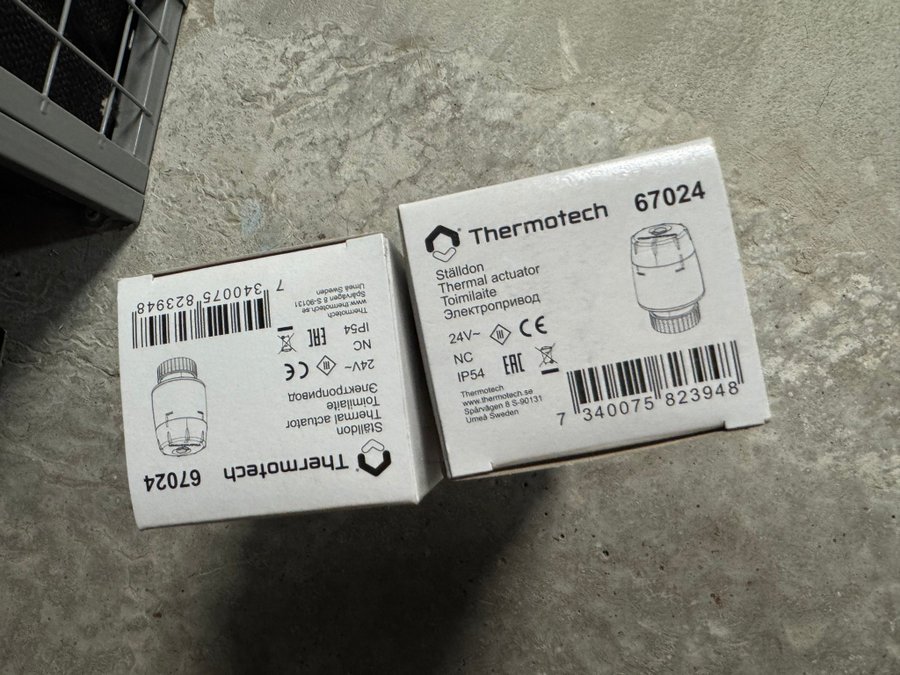 Thermotech 67024
Ställdon
Thermal actuator
Toimilaite
Электропривод
24V~ III CE
NC
IP54 EAC
Thermotech
www.thermotech.se
Spårvägen 8 S-90131
Umeå Sweden
7 340075 823948
Thermotech 67024
Ställdon
Thermal actuator
Toimilaite
Электропривод
24V~ III CE
NC
IP54 EAC
Thermotech
www.thermotech.se
Spårvägen 8 S-90131
Umeå Sweden
7 340075 823948